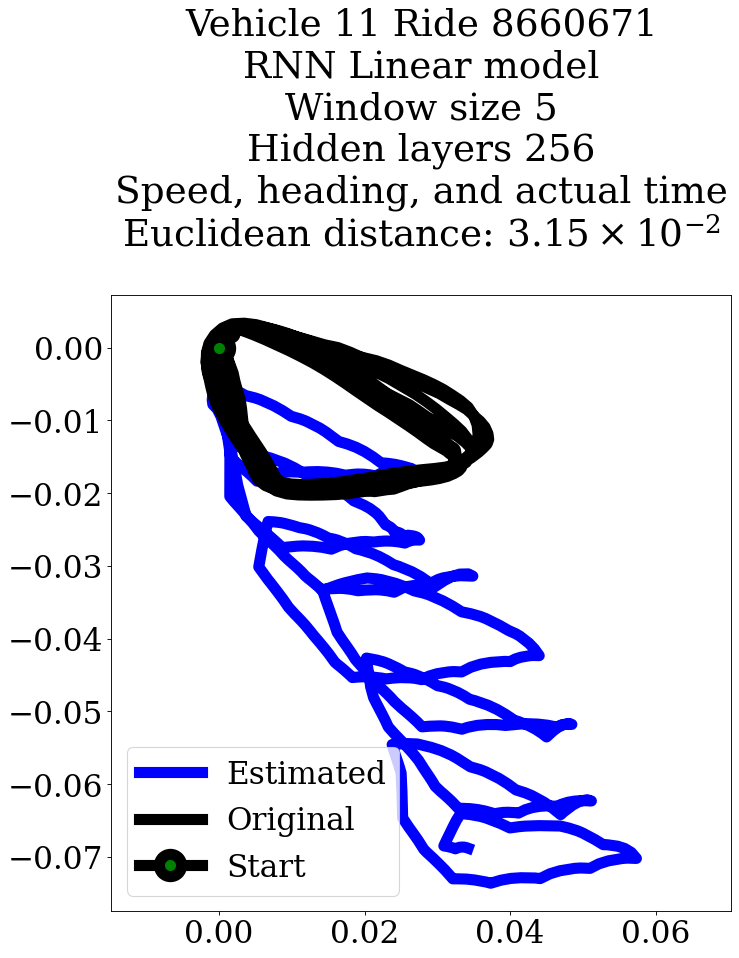 Vehicle 11 Ride 8660671
RNN Linear model
Window size 5
Hidden layers 256
Speed, heading, and actual time
Euclidean distance: 3.15 × 10⁻²
0.00
−0.01
−0.02
−0.03
−0.04
−0.05
−0.06
−0.07
Estimated
Original
Start
0.00 0.02 0.04 0.06